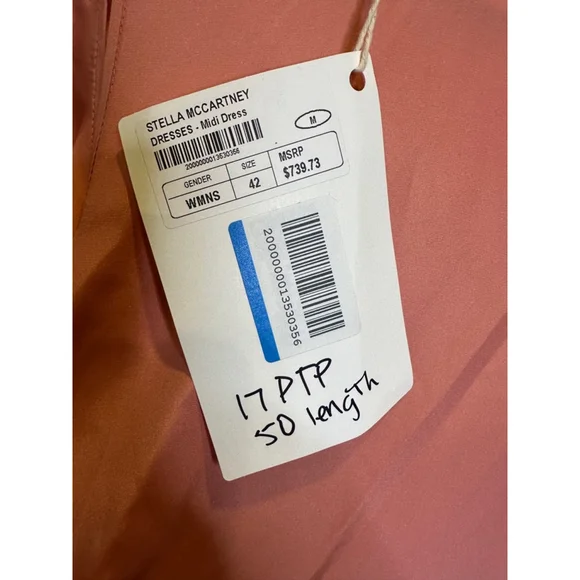 STELLA MCCARTNEY
DRESSES - Midi Dress
M
2000000013530356
GENDER SIZE MSRP
WMNS 42 $739.73
2000000013530356
17 PTP
50 length